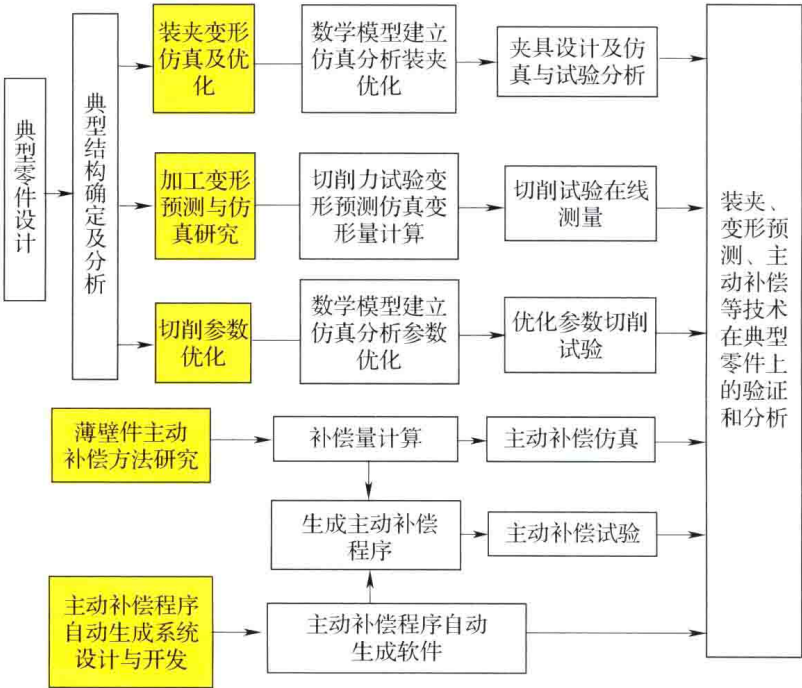 典型零件设计
典型结构确定及分析
装夹变形
仿真及优
化
数学模型建立
仿真分析装夹
优化
夹具设计及仿
真与试验分析
加工变形
预测与仿
真研究
切削力试验变
形预测仿真变
形量计算
切削试验在线
测量
切削参数
优化
数学模型建立
仿真分析参数
优化
优化参数切削
试验
薄壁件主动
补偿方法研究
补偿量计算
主动补偿仿真
生成主动补偿
程序
主动补偿试验
主动补偿程序
自动生成系统
设计与开发
主动补偿程序自动
生成软件
装夹、
变形预
测、主
动补偿
等技术
在典型
零件上
的验证
和分析